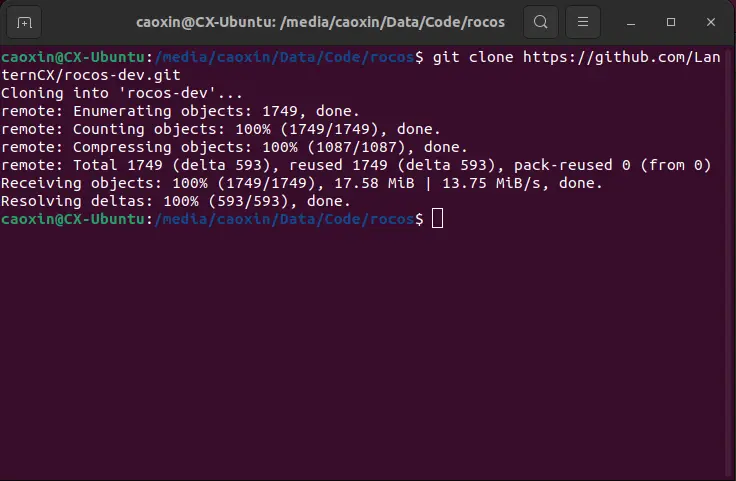 caoxin@CX-Ubuntu: /media/caoxin/Data/Code/rocos
caoxin@CX-Ubuntu:/media/caoxin/Data/Code/rocos$ git clone https://github.com/Lan
ternCX/rocos-dev.git
Cloning into 'rocos-dev'...
remote: Enumerating objects: 1749, done.
remote: Counting objects: 100% (1749/1749), done.
remote: Compressing objects: 100% (1087/1087), done.
remote: Total 1749 (delta 593), reused 1749 (delta 593), pack-reused 0 (from 0)
Receiving objects: 100% (1749/1749), 17.58 MiB | 13.75 MiB/s, done.
Resolving deltas: 100% (593/593), done.
caoxin@CX-Ubuntu:/media/caoxin/Data/Code/rocos$